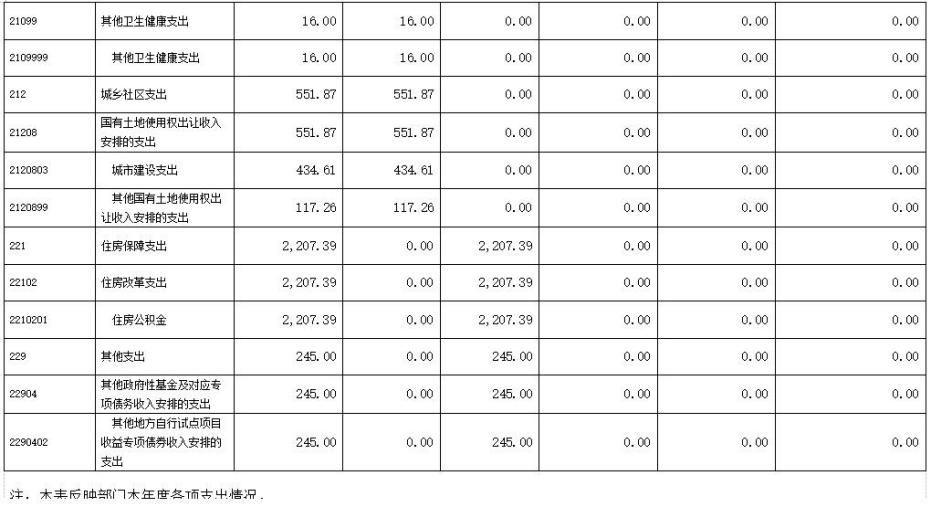 21099 其他卫生健康支出 16.00 16.00 0.00 0.00 0.00 0.00
2109999 其他卫生健康支出 16.00 16.00 0.00 0.00 0.00 0.00
212 城乡社区支出 551.87 551.87 0.00 0.00 0.00 0.00
21208 国有土地使用权出让收入
安排的支出 551.87 551.87 0.00 0.00 0.00 0.00
2120803 城市建设支出 434.61 434.61 0.00 0.00 0.00 0.00
2120899 其他国有土地使用权出
让收入安排的支出 117.26 117.26 0.00 0.00 0.00 0.00
221 住房保障支出 2,207.39 0.00 2,207.39 0.00 0.00 0.00
22102 住房改革支出 2,207.39 0.00 2,207.39 0.00 0.00 0.00
2210201 住房公积金 2,207.39 0.00 2,207.39 0.00 0.00 0.00
229 其他支出 245.00 0.00 245.00 0.00 0.00 0.00
22904 其他政府性基金及对应专
项债务收入安排的支出 245.00 0.00 245.00 0.00 0.00 0.00
2290402 其他地方自行试点项目
收益专项债券收入安排的
支出 245.00 0.00 245.00 0.00 0.00 0.00
注：本表反映部门本年度各项支出情况。